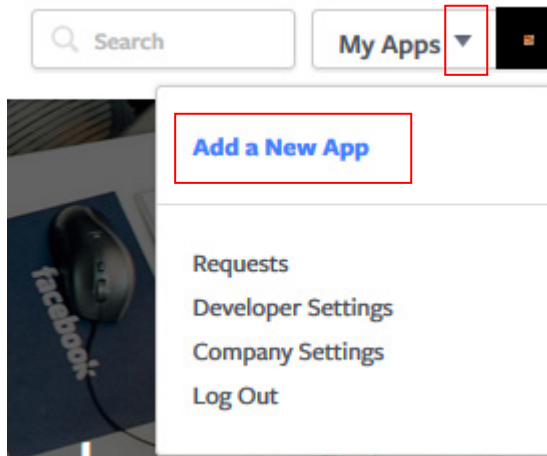 Search
My Apps
Add a New App
facebook
Requests
Developer Settings
Company Settings
Log Out